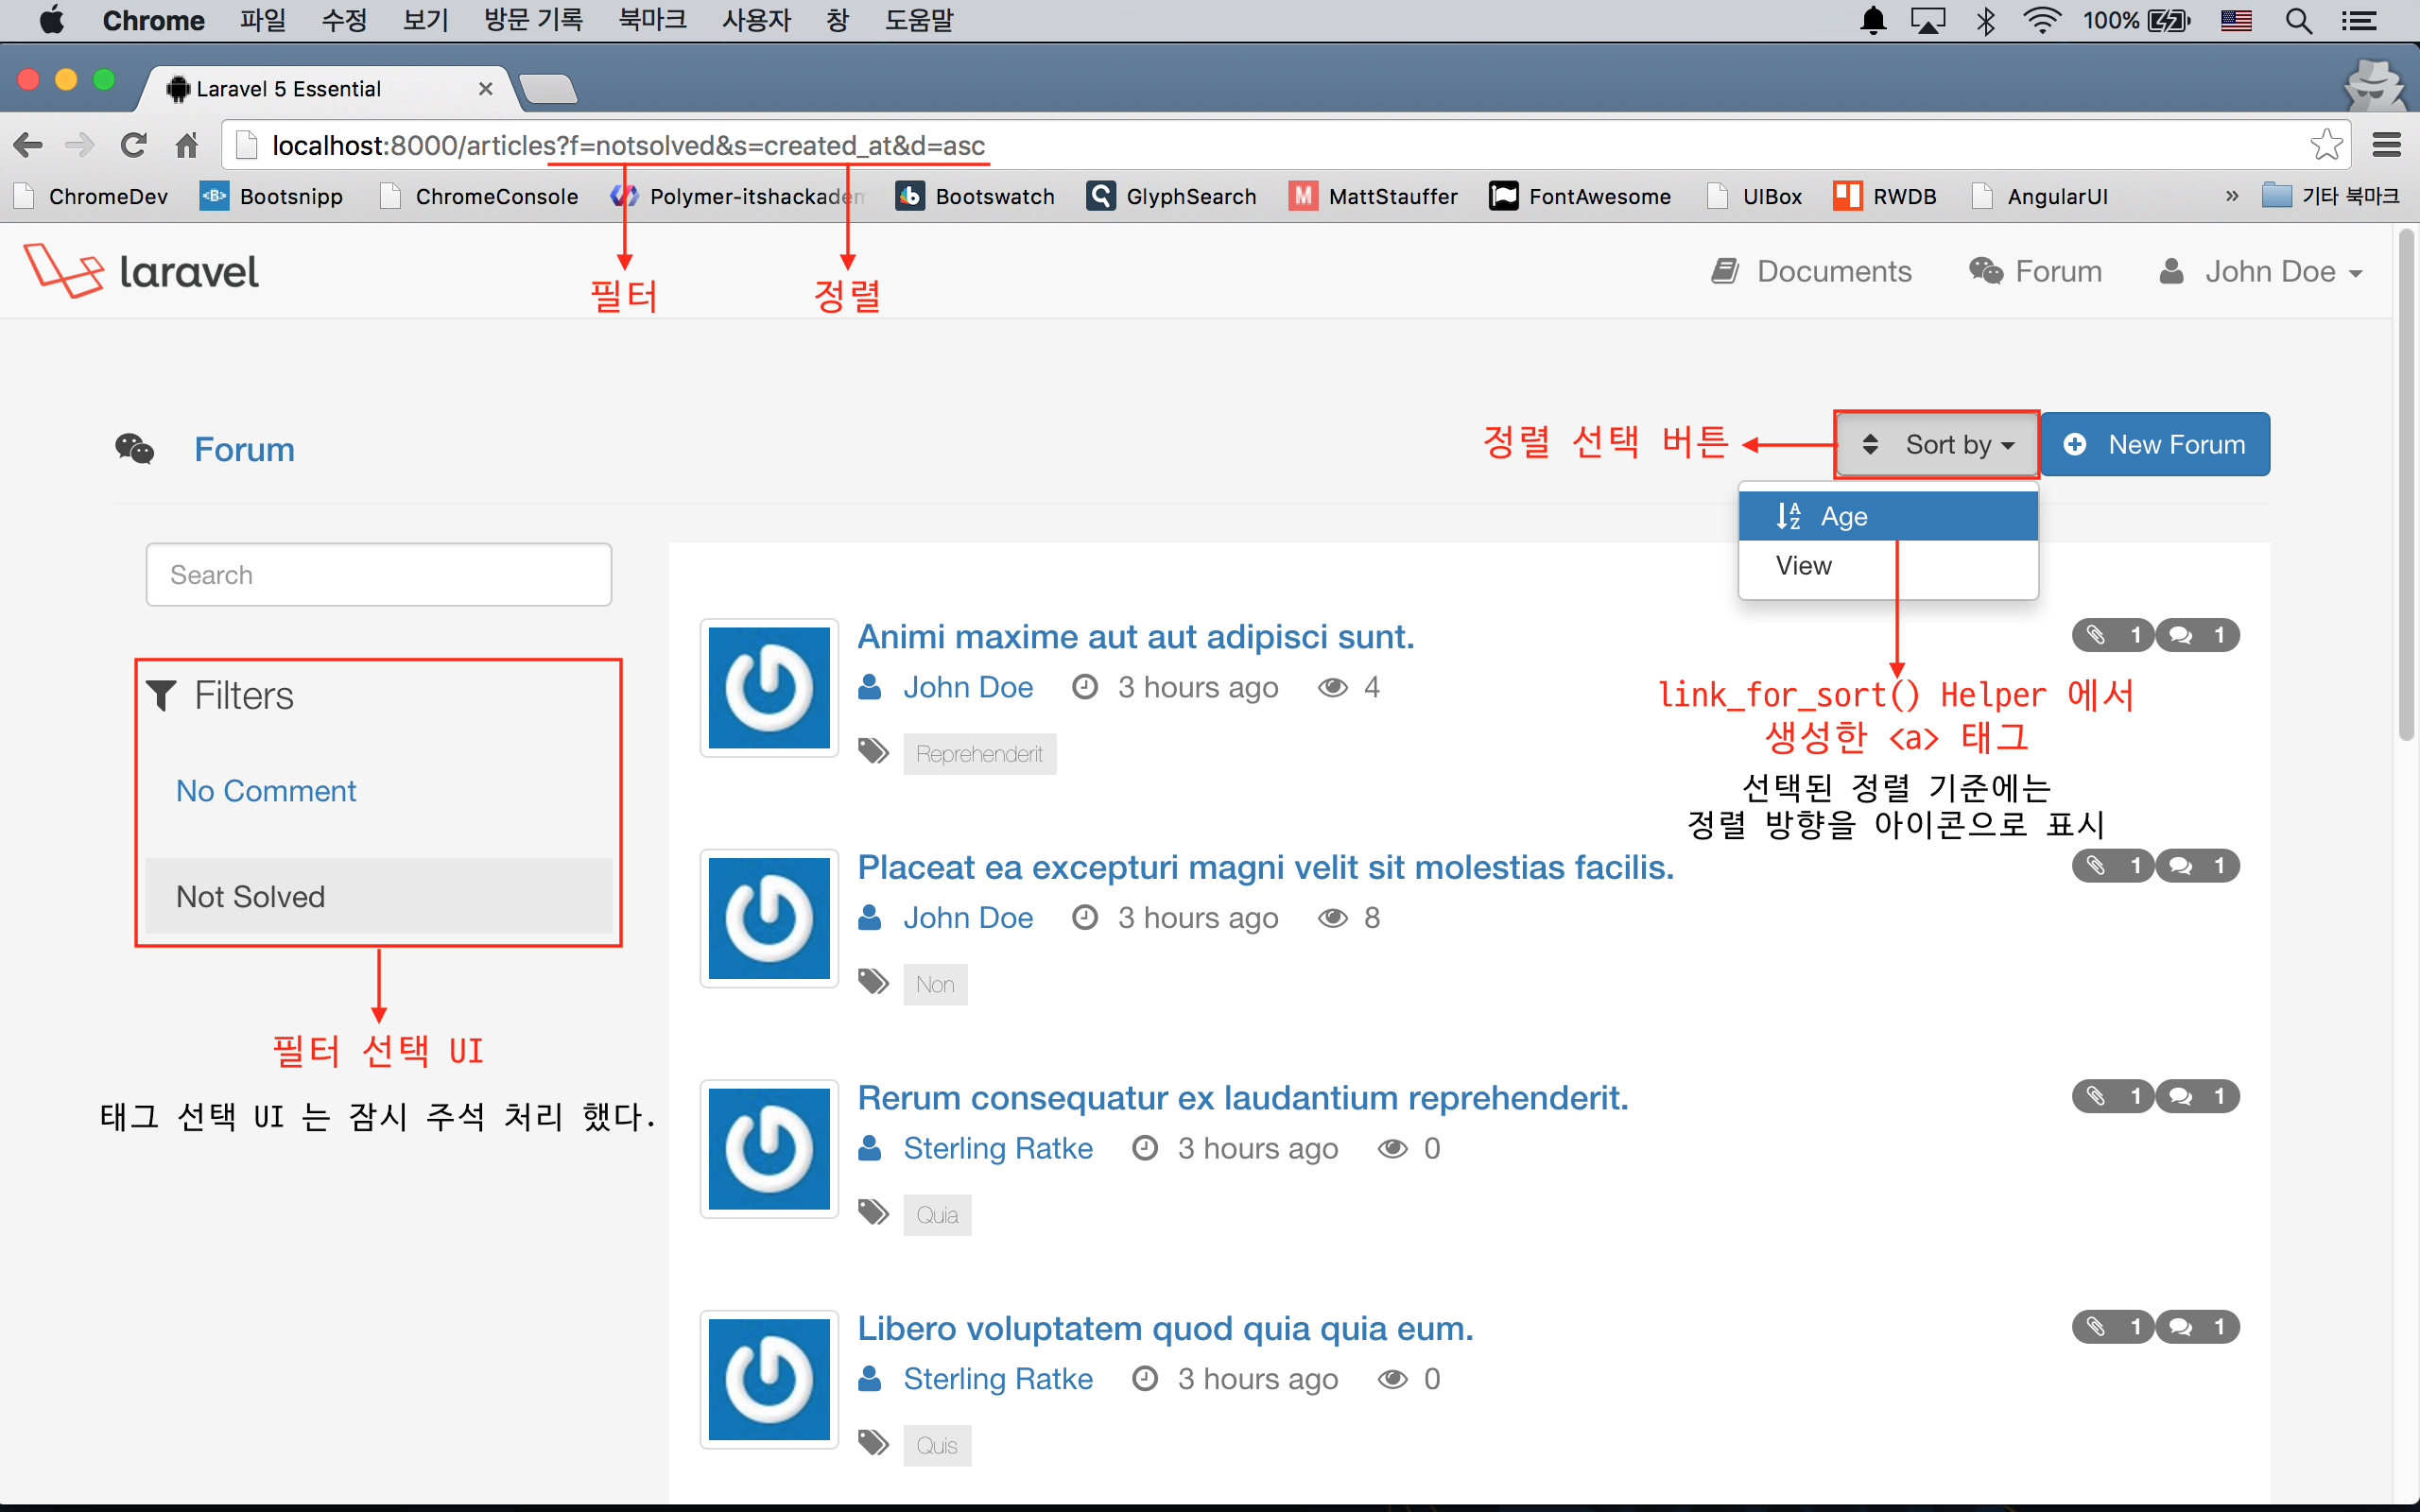 Chrome 파일 수정 보기 방문 기록 북마크 사용자 창 도움말 100%
Laravel 5 Essential
localhost:8000/articles?f=notsolved&s=created_at&d=asc
ChromeDev Bootsnipp ChromeConsole Polymer-itshackadem Bootswatch GlyphSearch MattStauffer FontAwesome UIBox RWDB AngularUI » 기타 북마크
laravel Documents Forum John Doe
필터 정렬
Forum 정렬 선택 버튼 Sort by New Forum
Age
View
Search
Filters
No Comment
Not Solved
필터 선택 UI
태그 선택 UI 는 잠시 주석 처리 했다.
Animi maxime aut aut adipisci sunt. 1 1
John Doe 3 hours ago 4
Reprehenderit
link_for_sort() Helper 에서
생성한 <a> 태그
선택된 정렬 기준에는
정렬 방향을 아이콘으로 표시
Placeat ea excepturi magni velit sit molestias facilis. 1 1
John Doe 3 hours ago 8
Non
Rerum consequatur ex laudantium reprehenderit. 1 1
Sterling Ratke 3 hours ago 0
Quia
Libero voluptatem quod quia quia eum. 1 1
Sterling Ratke 3 hours ago 0
Quis